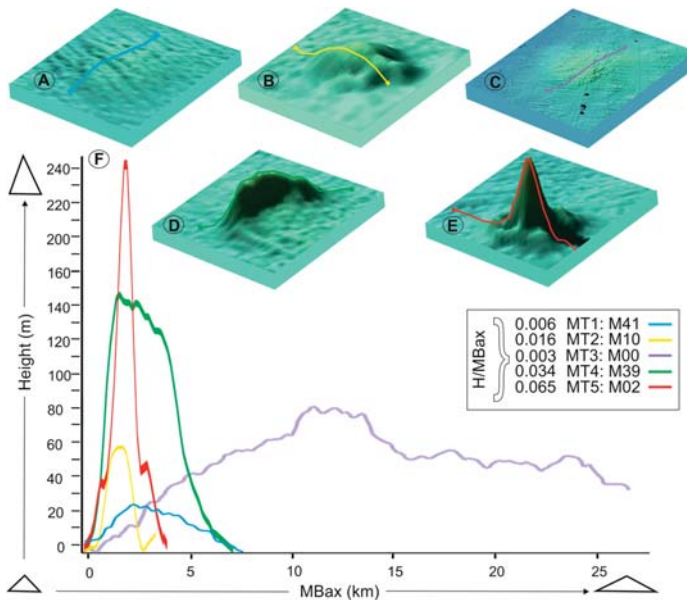 A
B
C
F
D
E
240
220
200
160
140
120
100
80
60
40
20
0
Height (m)
H/MBax
0.006 MT1: M41
0.016 MT2: M10
0.003 MT3: M00
0.034 MT4: M39
0.065 MT5: M02
0 5 10 15 20 25
MBax (km)